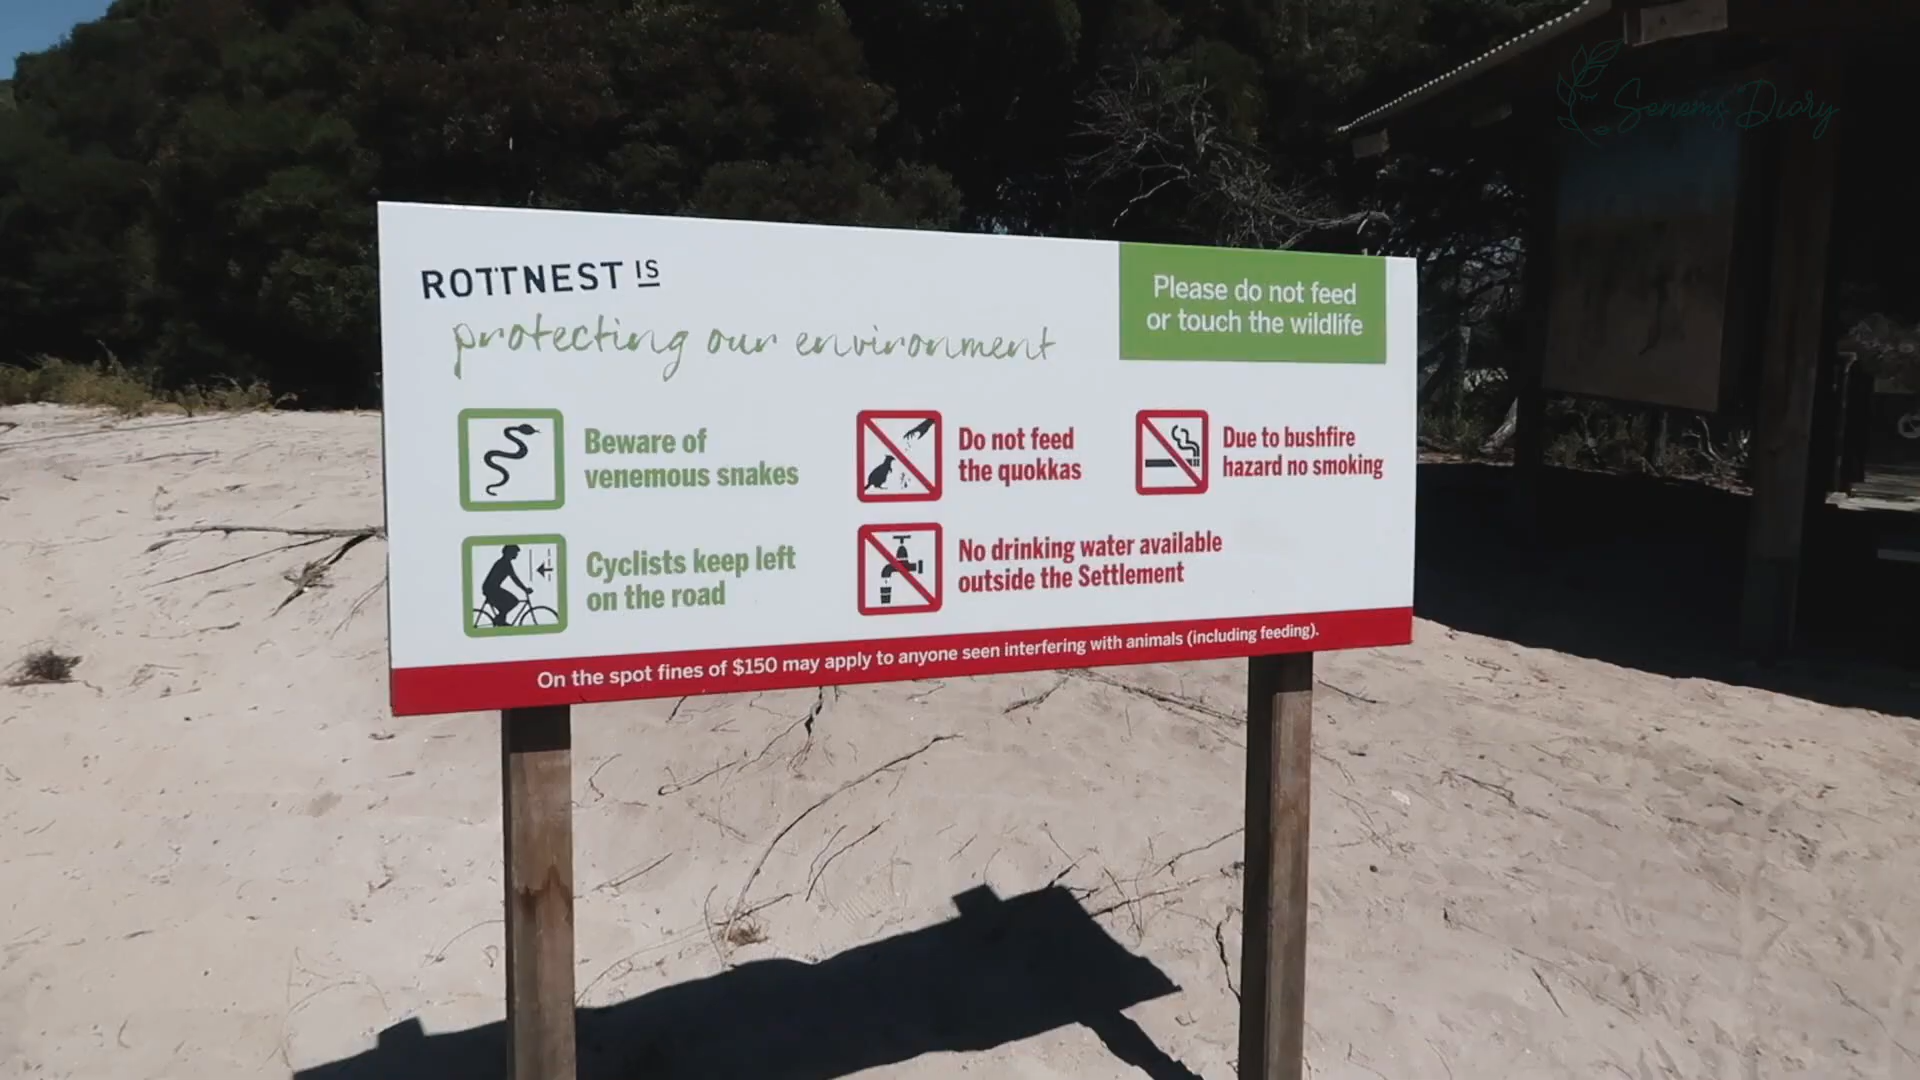 Senems Diary
ROTTNEST IS
protecting our environment
Please do not feed
or touch the wildlife
Beware of
venemous snakes
Do not feed
the quokkas
Due to bushfire
hazard no smoking
Cyclists keep left
on the road
No drinking water available
outside the Settlement
On the spot fines of $150 may apply to anyone seen interfering with animals (including feeding).